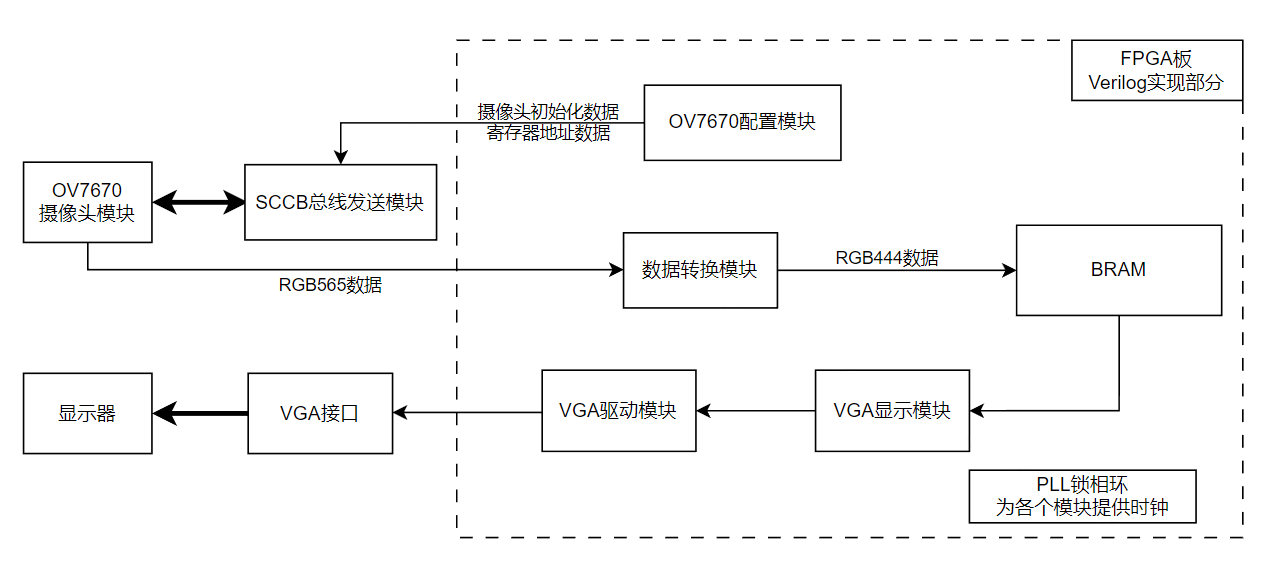 FPGA板
Verilog实现部分
摄像头初始化数据
寄存器地址数据
OV7670配置模块
OV7670
摄像头模块
SCCB总线发送模块
RGB565数据
数据转换模块
RGB444数据
BRAM
显示器
VGA接口
VGA驱动模块
VGA显示模块
PLL锁相环
为各个模块提供时钟